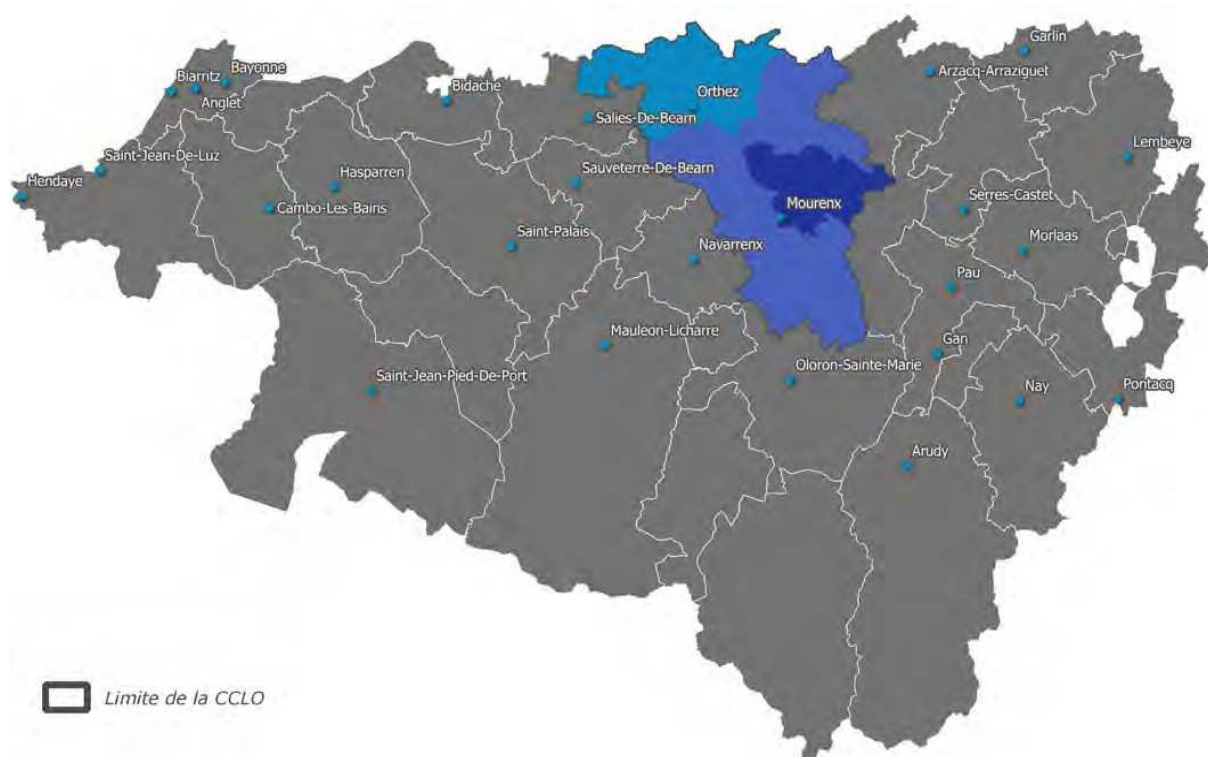 Garlin
Bayonne
Biarritz
Arzacq-Arraziguet
Bidache
Orthez
Anglet
Salies-De-Bearn
Lembeye
Saint-Jean-De-Luz
Hasparren
Sauveterre-De-Bearn
Hendaye
Serres-Castet
Mourenx
Cambo-Les-Bains
Saint-Palais
Navarrenx
Morlaas
Pau
Mauleon-Licharre
Gan
Oloron-Sainte-Marie
Saint-Jean-Pied-De-Port
Nay
Pontacq
Arudy
Limite de la CCLO